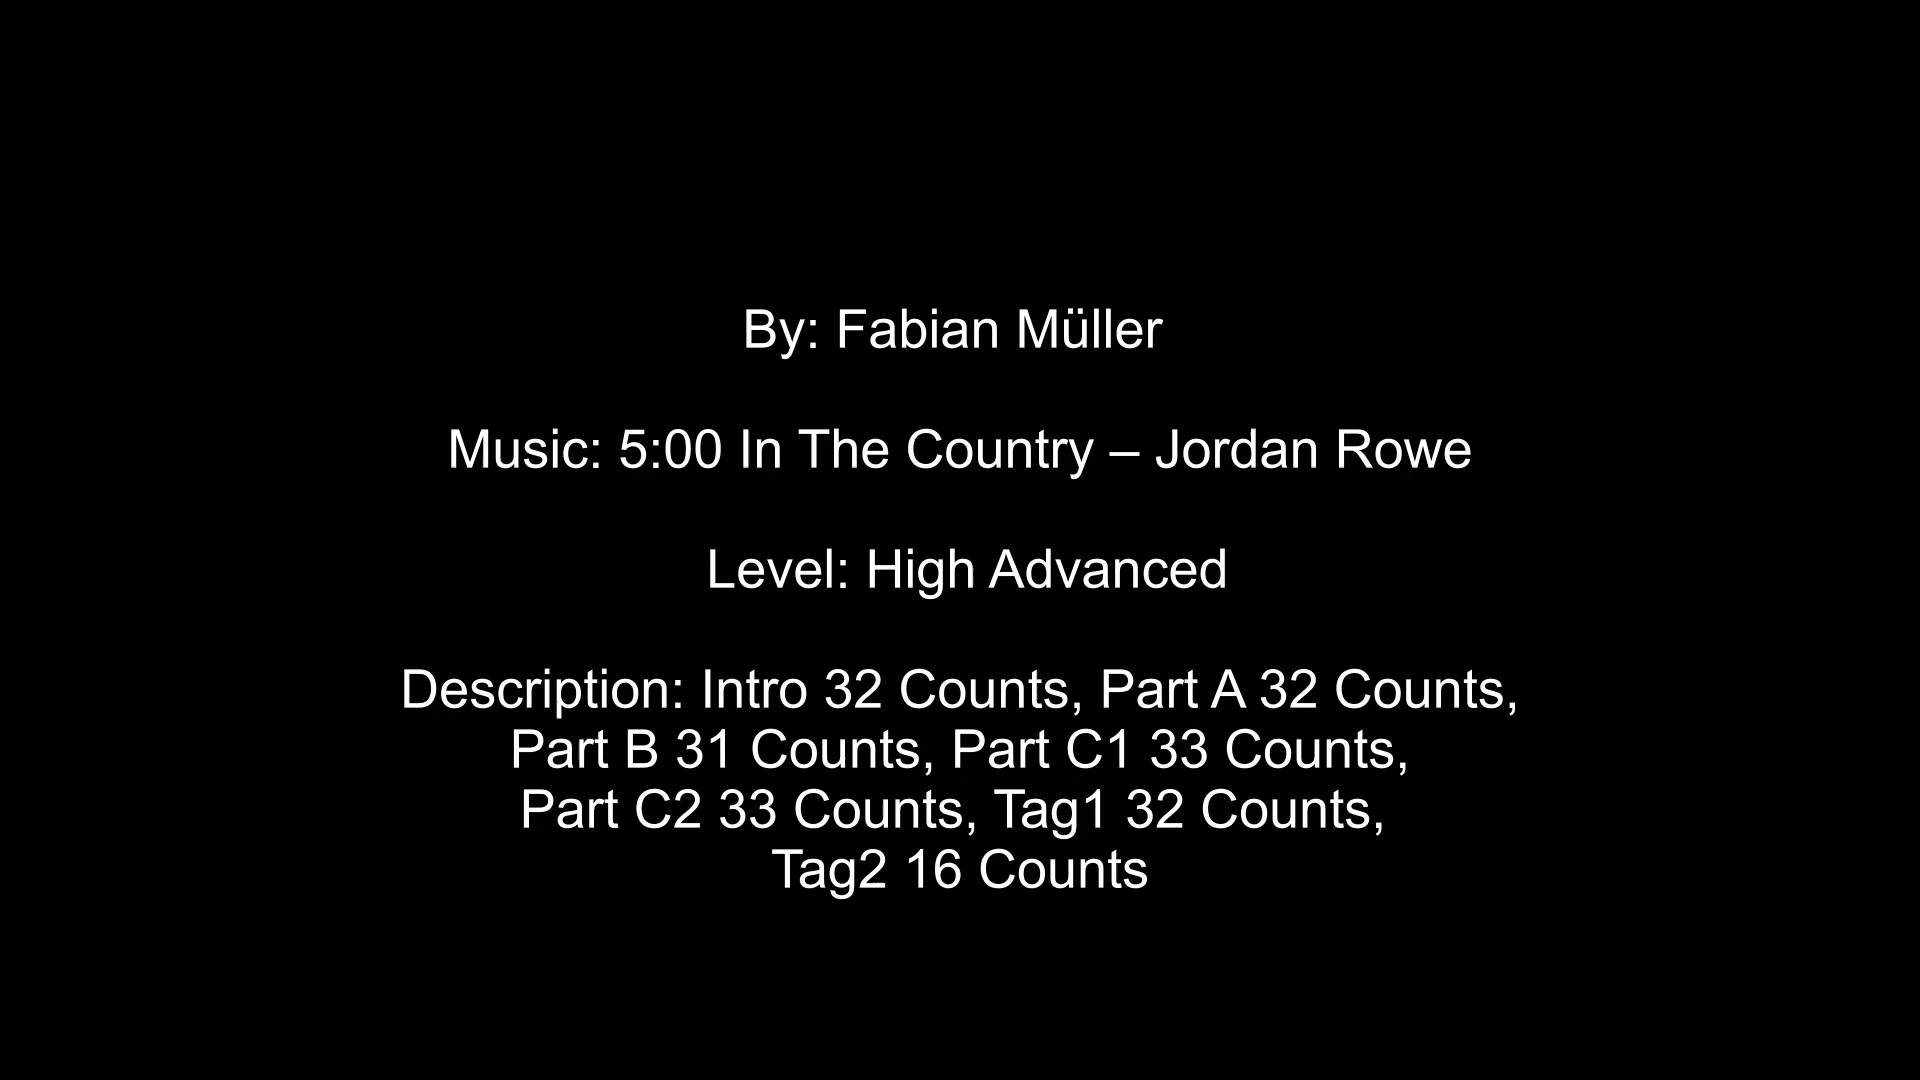 By: Fabian Müller
Music: 5:00 In The Country – Jordan Rowe
Level: High Advanced
Description: Intro 32 Counts, Part A 32 Counts,
Part B 31 Counts, Part C1 33 Counts,
Part C2 33 Counts, Tag1 32 Counts,
Tag2 16 Counts